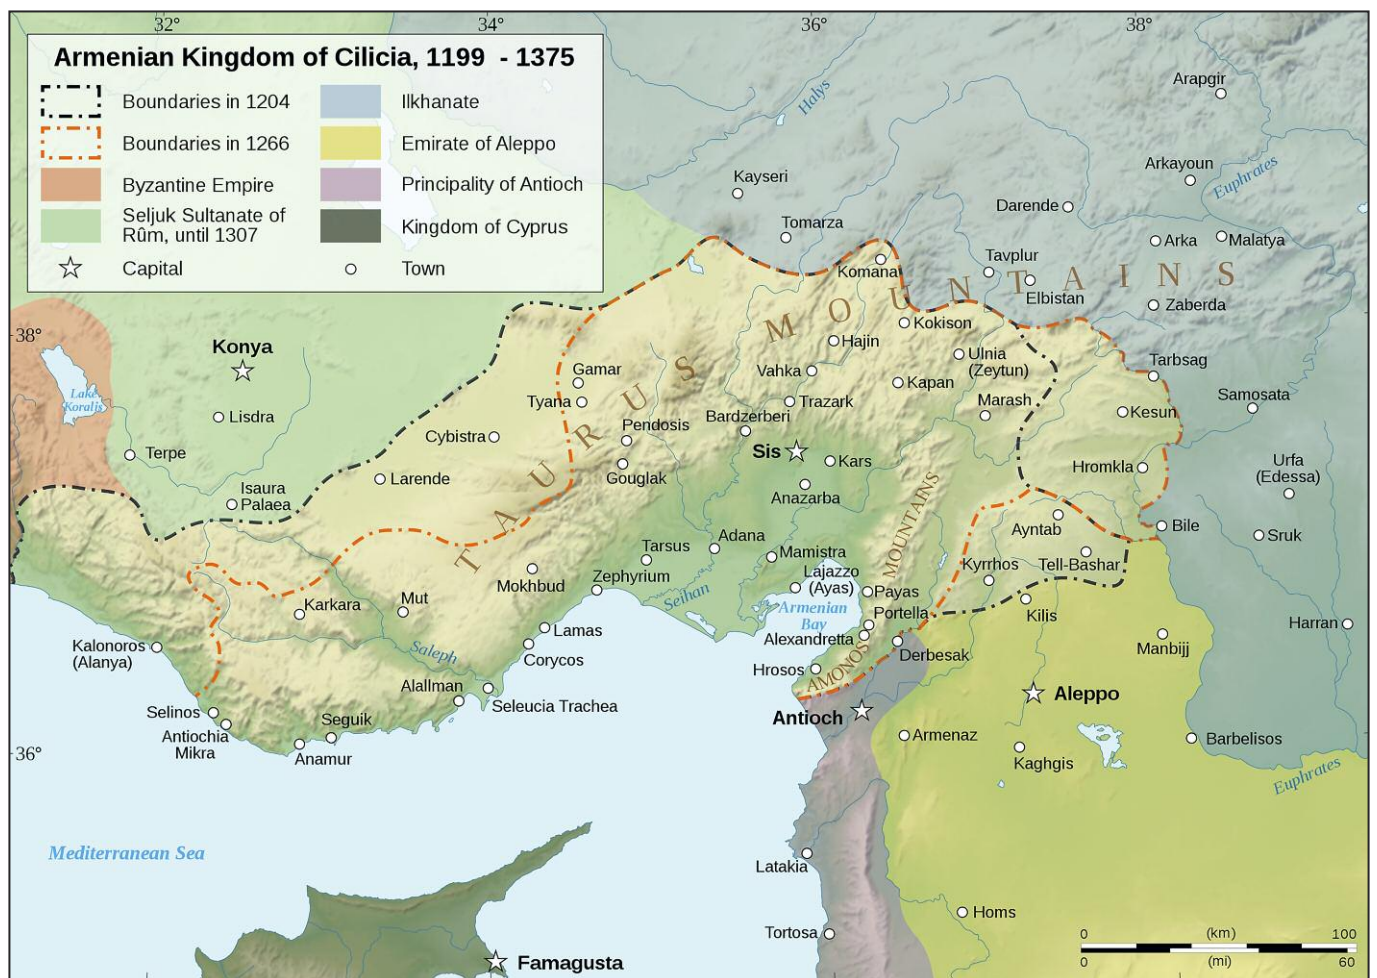 32°
34°
36°
38°
Armenian Kingdom of Cilicia, 1199 - 1375
Boundaries in 1204
Boundaries in 1266
Byzantine Empire
Seljuk Sultanate of
Rûm, until 1307
Capital
Ilkhanate
Emirate of Aleppo
Principality of Antioch
Kingdom of Cyprus
Town
Halys
Arapgir
Arkayoun
Euphrates
Kayseri
Darende
Tomarza
Arka
Malatya
Komana
Tavplur
Elbistan
Zaberda
TAURUS MOUNTAINS
38°
Konya
Kokison
Hajin
Ulnia
(Zeytun)
Tarbsag
Gamar
Vahka
Kapan
Lake
Koralis
Tyana
Trazark
Marash
Samosata
Lisdra
Bardzerberi
Kesun
Cybistra
Pendosis
Terpe
Sis
Kars
Hromkla
Urfa
(Edessa)
Larende
Gouglak
Anazarba
Isaura
Palaea
AMONOS MOUNTAINS
Ayntab
Bile
Sruk
Adana
Tarsus
Mamistra
Kyrrhos
Tell-Bashar
Mokhbud
Zephyrium
Lajazzo
(Ayas)
Payas
Seihan
Armenian
Bay
Portella
Karkara
Mut
Kilis
Harran
Lamas
Alexandretta
Kalonoros
(Alanya)
Saleph
Corycos
Derbesak
Manbijj
Hrosos
Alallman
Seleucia Trachea
Aleppo
Selinos
Antiochia
Mikra
Seguik
Antioch
Armenaz
Barbelisos
36°
Anamur
Kaghgis
Euphrates
Mediterranean Sea
Latakia
Homs
Tortosa
Famagusta
0 (km) 100
0 (mi) 60